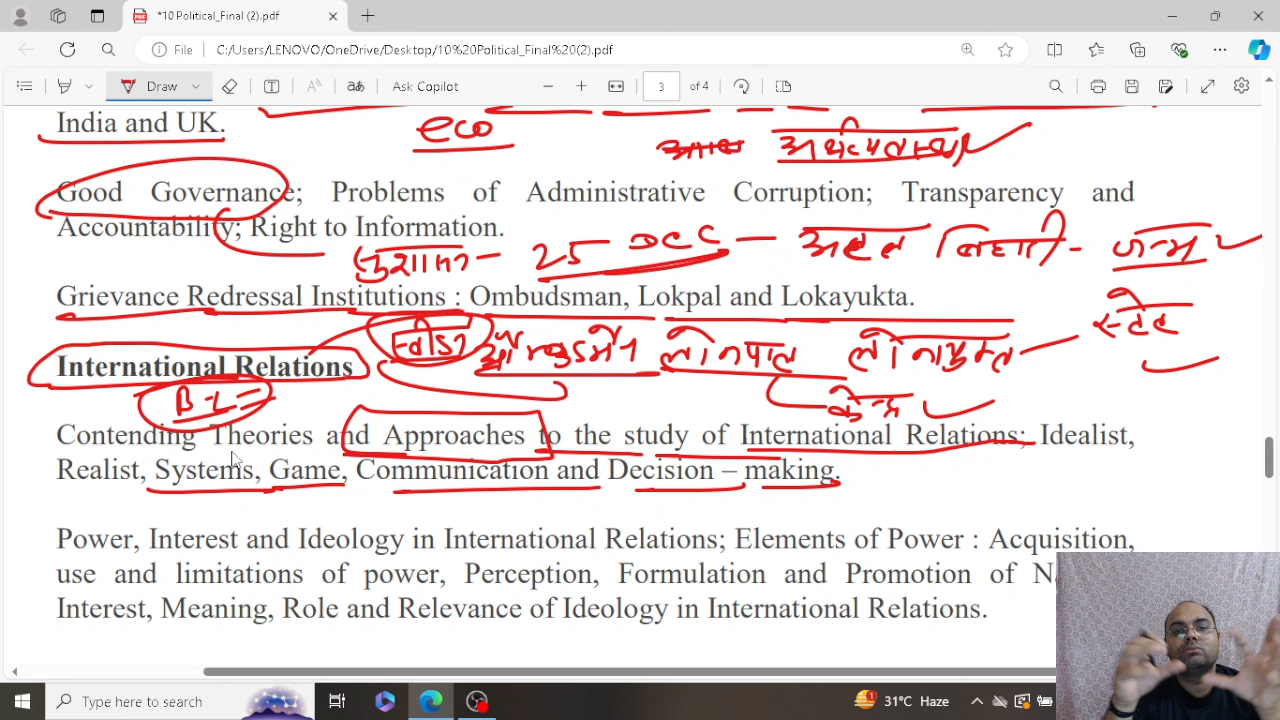 *10 Political_Final (2).pdf
File C:/Users/LENOVO/OneDrive/Desktop/10%20Political_Final%20(2).pdf
Draw Ask Copilot 3 of 4
India and UK.
eco
Good Governance; Problems of Administrative Corruption; Transparency and
Accountability; Right to Information.
25 DEC — अटल बिहारी - जन्म
Grievance Redressal Institutions : Ombudsman, Lokpal and Lokayukta.
लोकपाल लोकायुक्त
International Relations
Contending Theories and Approaches to the study of International Relations; Idealist,
Realist, Systems, Game, Communication and Decision – making.
Power, Interest and Ideology in International Relations; Elements of Power : Acquisition,
use and limitations of power, Perception, Formulation and Promotion of
Interest, Meaning, Role and Relevance of Ideology in International Relations.
Type here to search 31°C Haze